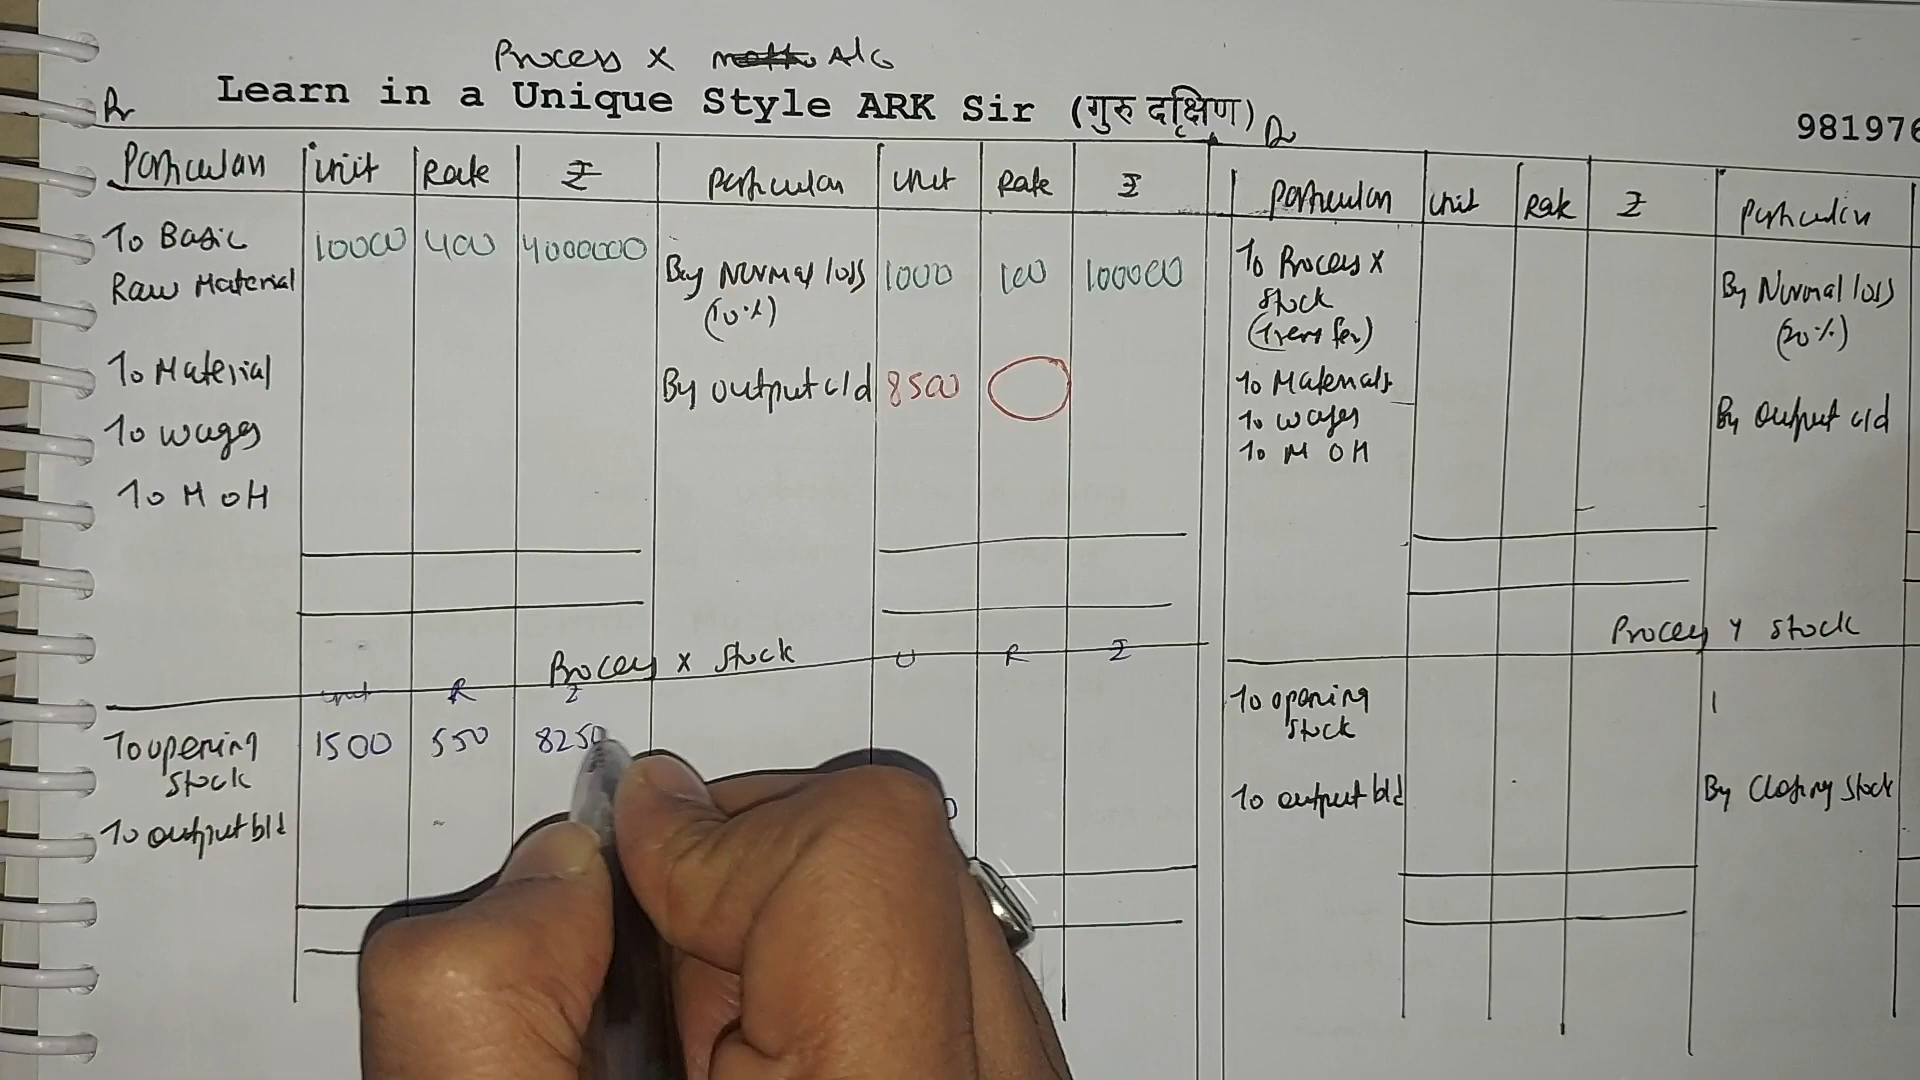 Process X A/c
Dr Learn in a Unique Style ARK Sir (गुरु दक्षिण) Dr 981976
Particulars Unit Rate ₹ Particulars Unit Rate ₹ Particulars Unit Rate ₹ Particulars
To Basic 10000 400 4000000 By Normal loss 1000 100 100000 To Process X By Normal loss
Raw Material (10%) Stock (20%)
(Transfer)
To Material By output c/d 8500 To Materials By output c/d
To wages To wages
To M OH To M OH
Process X Stock U R ₹ Process Y Stock
unit R ₹
To opening 1500 550 8250 To opening
Stock Stock
To output b/d To output b/d By Closing Stock